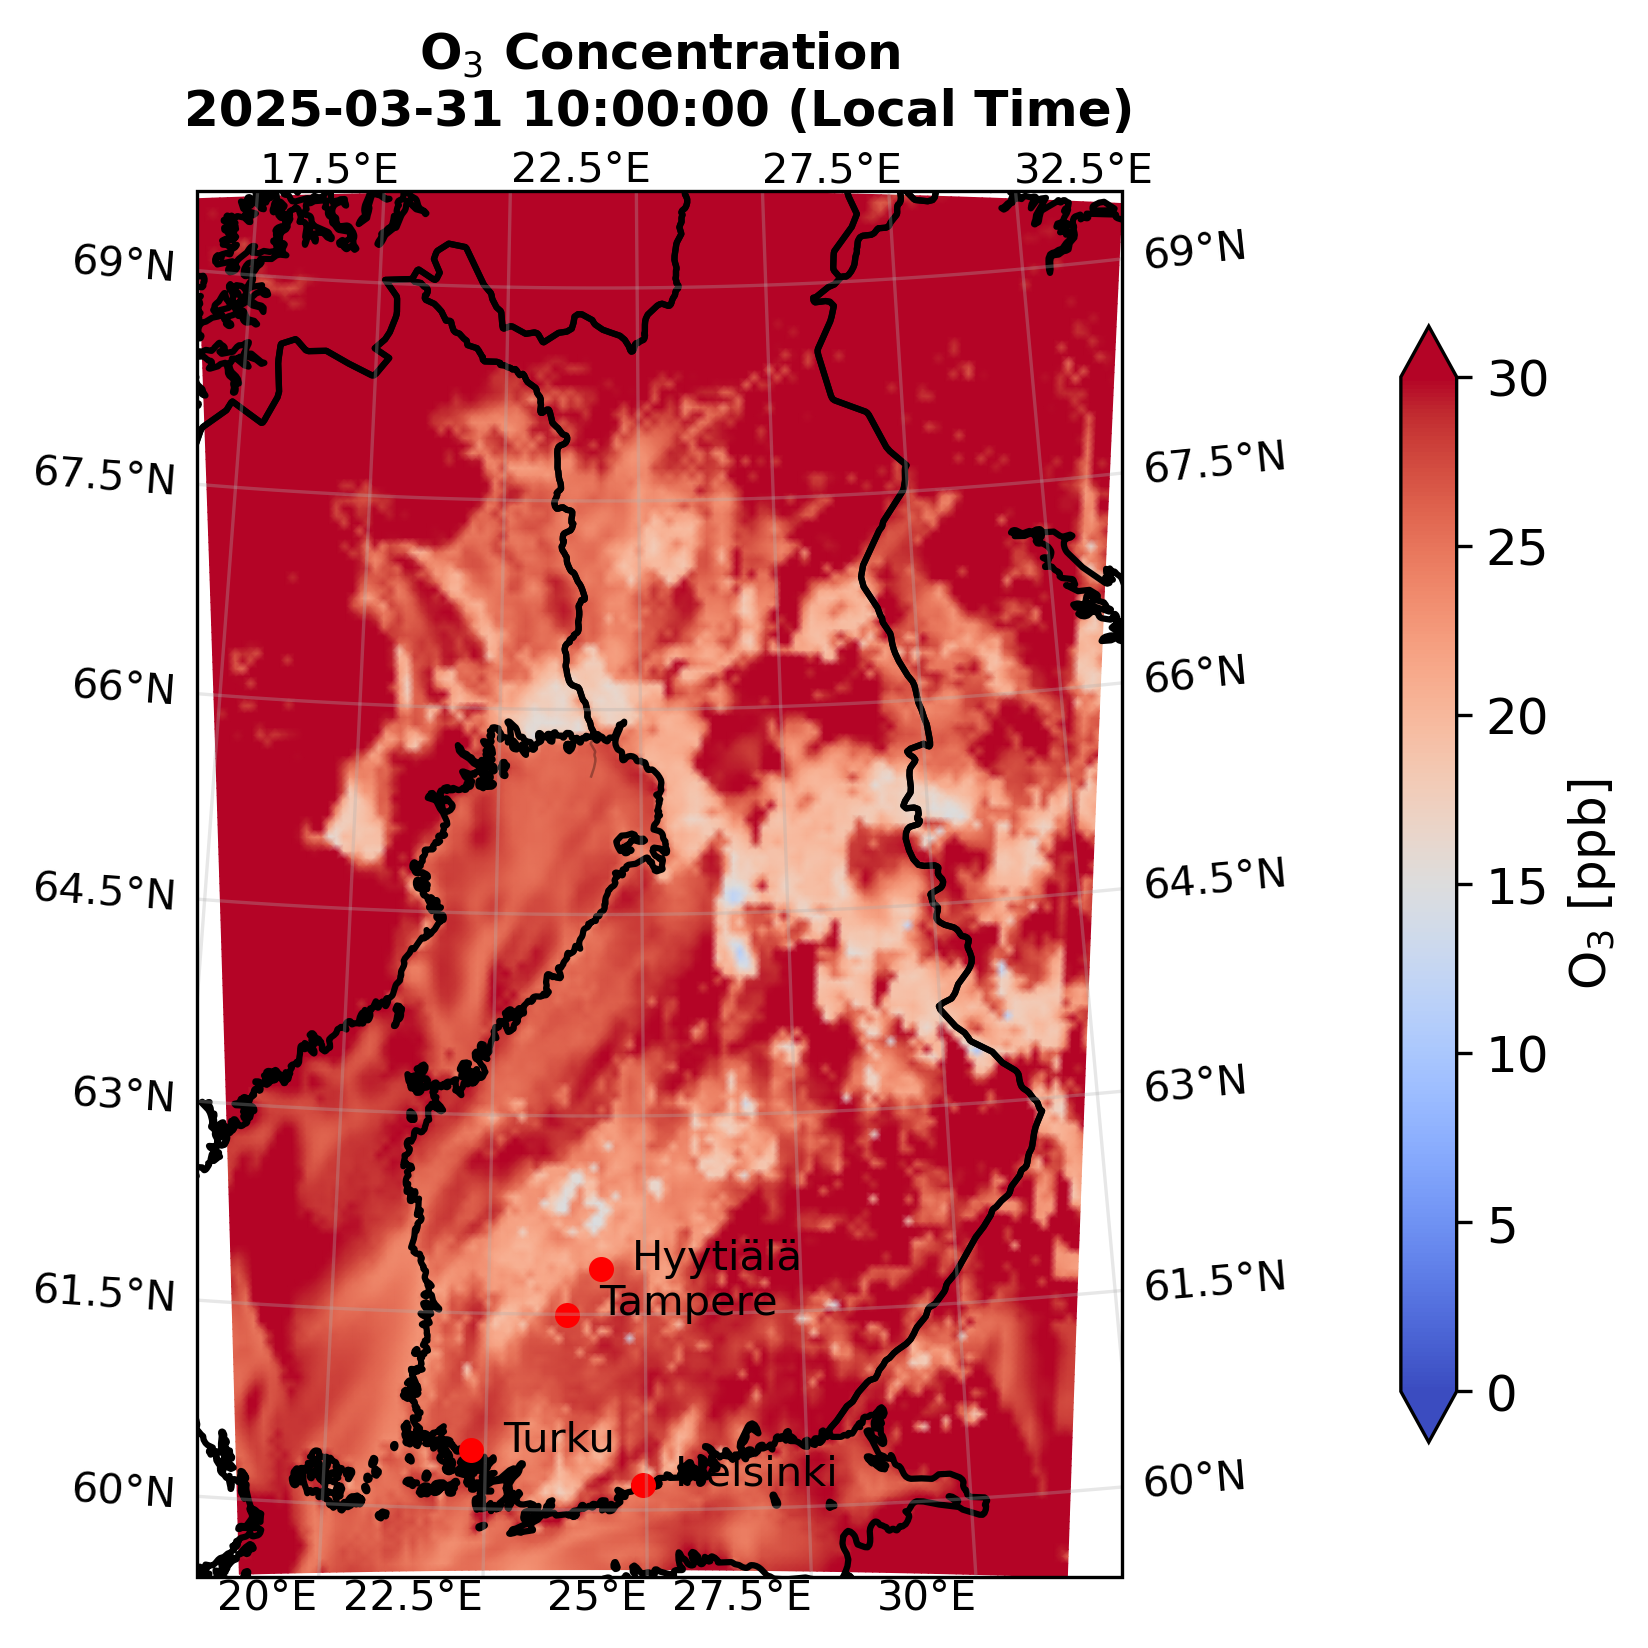 O₃ Concentration
2025-03-31 10:00:00 (Local Time)
17.5°E 22.5°E 27.5°E 32.5°E
69°N 69°N
67.5°N 67.5°N
66°N 66°N
64.5°N 64.5°N
63°N 63°N
61.5°N 61.5°N
60°N 60°N
Hyytiälä
Tampere
Turku
Helsinki
20°E 22.5°E 25°E 27.5°E 30°E
30
25
20
15
10
5
0
O₃ [ppb]